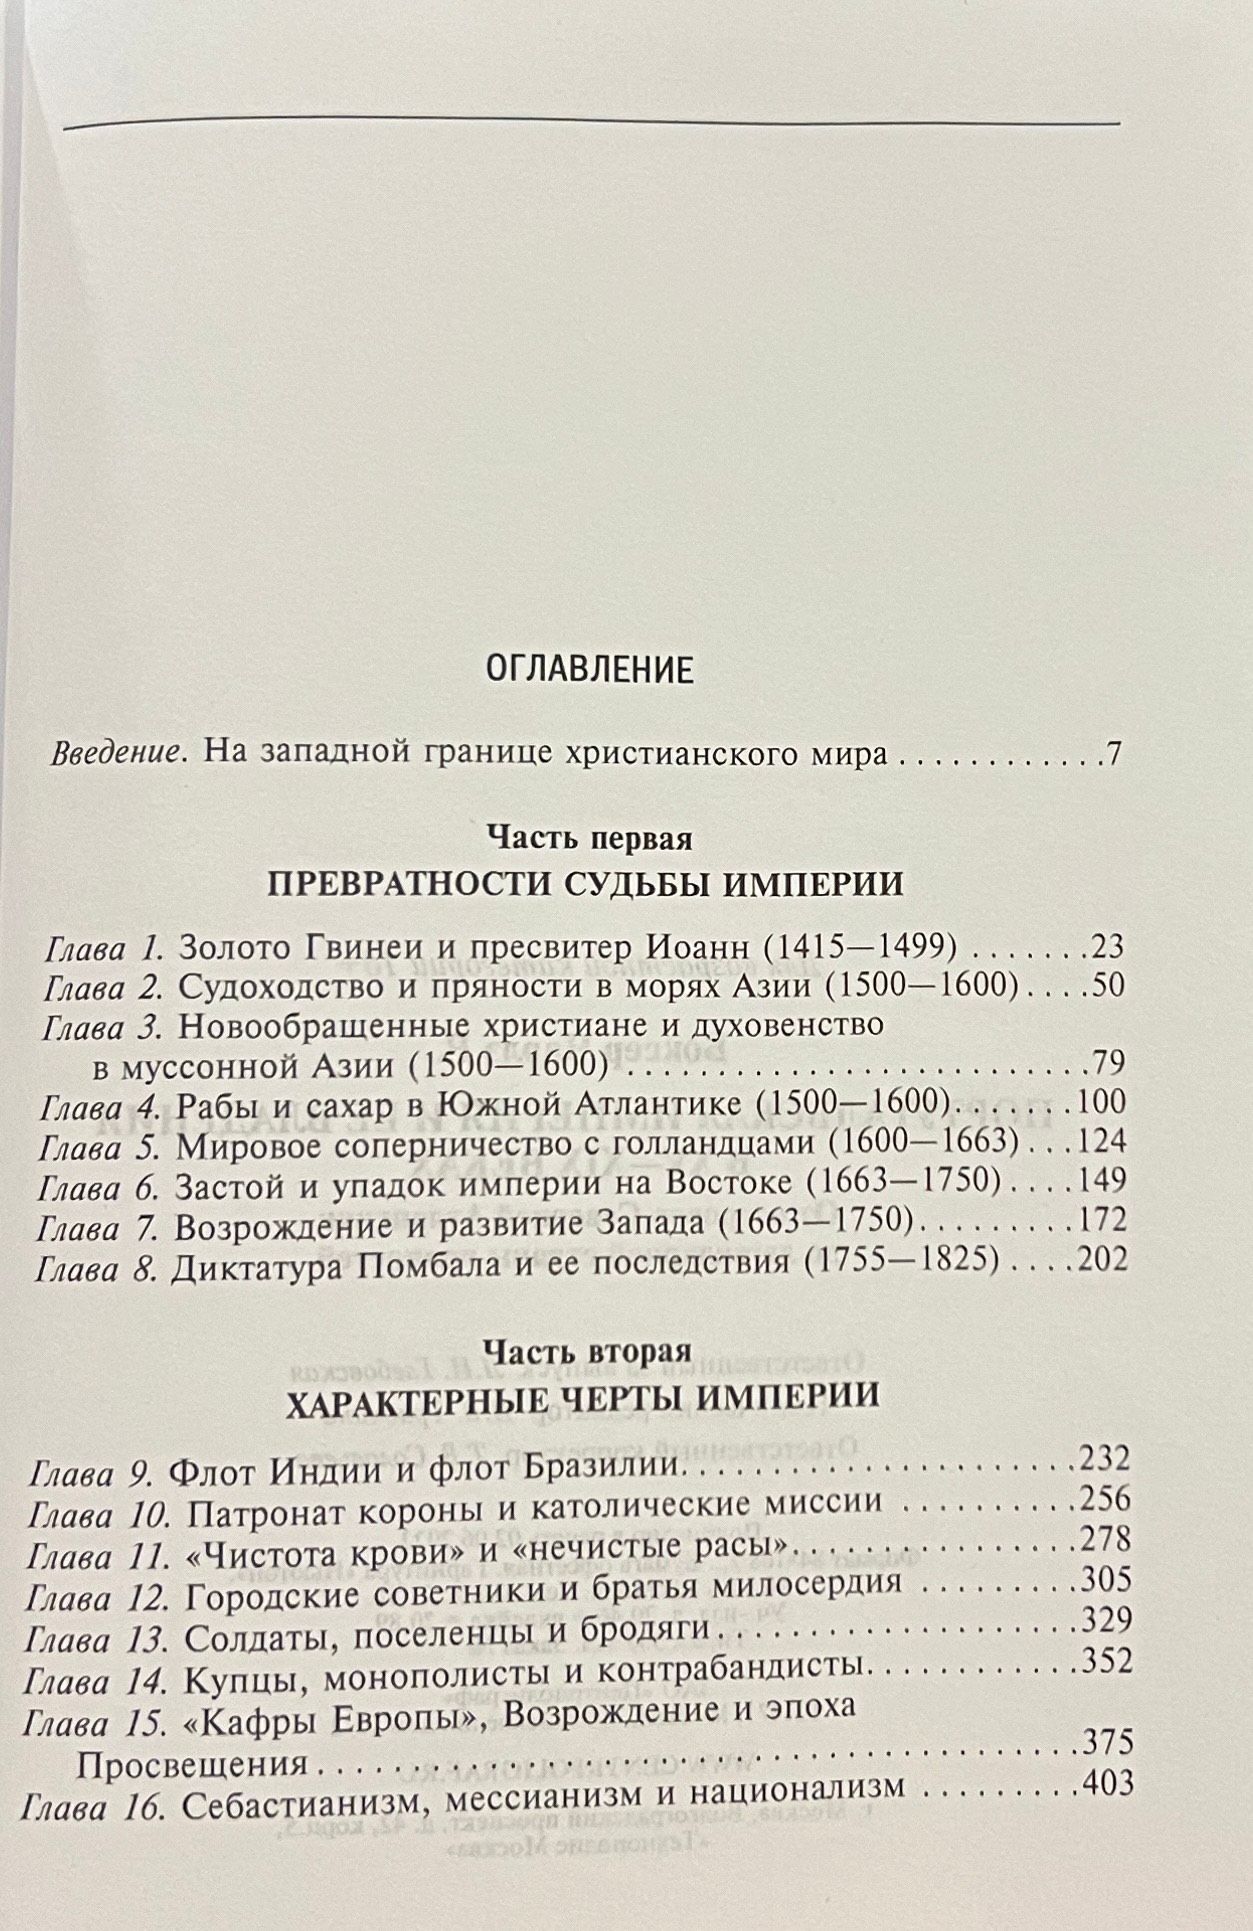 ОГЛАВЛЕНИЕ
Введение. На западной границе христианского мира . . . . . . . . . . . .7
Часть первая
ПРЕВРАТНОСТИ СУДЬБЫ ИМПЕРИИ
Глава 1. Золото Гвинеи и пресвитер Иоанн (1415—1499) . . . . . . .23
Глава 2. Судоходство и пряности в морях Азии (1500—1600) . . . .50
Глава 3. Новообращенные христиане и духовенство
в муссонной Азии (1500—1600) . . . . . . . . . . . . . . . . . . . . . . . . . .79
Глава 4. Рабы и сахар в Южной Атлантике (1500—1600). . . . . . .100
Глава 5. Мировое соперничество с голландцами (1600—1663) . . .124
Глава 6. Застой и упадок империи на Востоке (1663—1750) . . . .149
Глава 7. Возрождение и развитие Запада (1663—1750). . . . . . . . .172
Глава 8. Диктатура Помбала и ее последствия (1755—1825) . . . .202
Часть вторая
ХАРАКТЕРНЫЕ ЧЕРТЫ ИМПЕРИИ
Глава 9. Флот Индии и флот Бразилии. . . . . . . . . . . . . . . . . . . . . .232
Глава 10. Патронат короны и католические миссии . . . . . . . . . .256
Глава 11. «Чистота крови» и «нечистые расы». . . . . . . . . . . . . . . .278
Глава 12. Городские советники и братья милосердия . . . . . . . . .305
Глава 13. Солдаты, поселенцы и бродяги. . . . . . . . . . . . . . . . . . . .329
Глава 14. Купцы, монополисты и контрабандисты. . . . . . . . . . . .352
Глава 15. «Кафры Европы», Возрождение и эпоха
Просвещения . . . . . . . . . . . . . . . . . . . . . . . . . . . . . . . . . . . . . . . . .375
Глава 16. Себастианизм, мессианизм и национализм . . . . . . . . .403